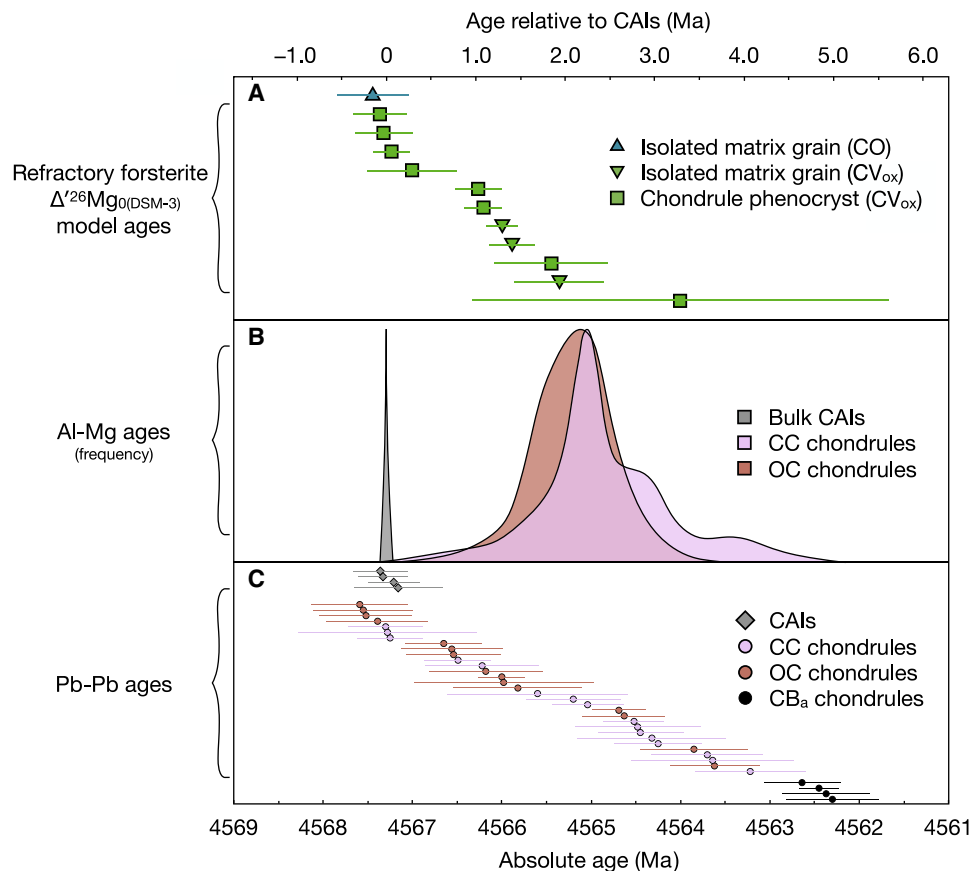 Age relative to CAIs (Ma)
−1.0 0 1.0 2.0 3.0 4.0 5.0 6.0
A
Refractory forsterite
Δ′²⁶Mg₀(DSM-3)
model ages
Isolated matrix grain (CO)
Isolated matrix grain (CVₒₓ)
Chondrule phenocryst (CVₒₓ)
B
Al-Mg ages
(frequency)
Bulk CAIs
CC chondrules
OC chondrules
C
Pb-Pb ages
CAIs
CC chondrules
OC chondrules
CBₐ chondrules
4569 4568 4567 4566 4565 4564 4563 4562 4561
Absolute age (Ma)